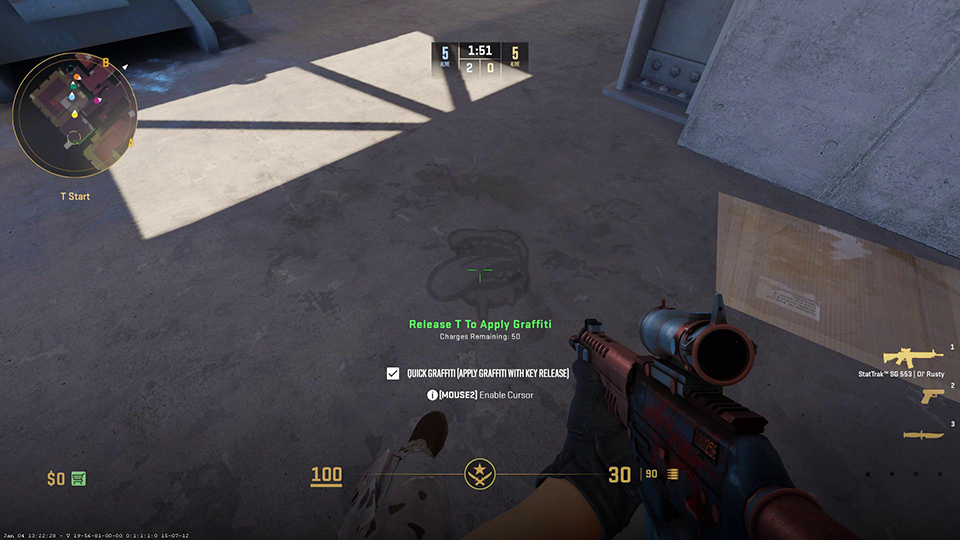 B
5
ALIVE
1:51
2 0
5
ALIVE
A
T Start
Release T To Apply Graffiti
Charges Remaining: 50
QUICK GRAFFITI [APPLY GRAFFITI WITH KEY RELEASE]
[MOUSE2] Enable Cursor
1
StatTrak™ SG 553 | Ol' Rusty
2
3
$0
100
30 | 90